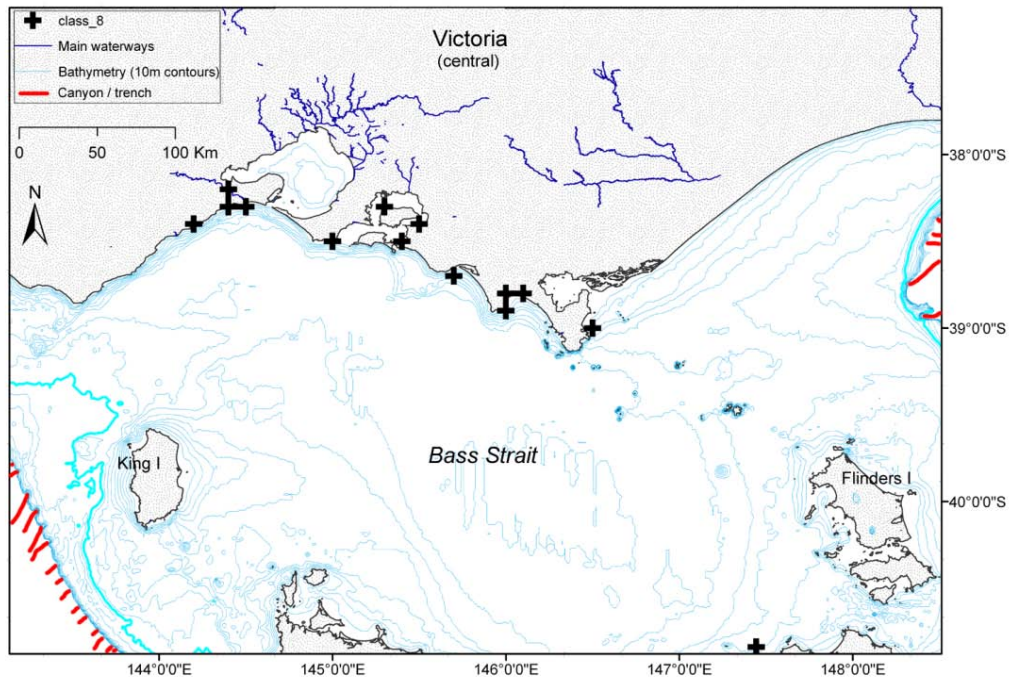 class_8
Main waterways
Bathymetry (10m contours)
Canyon / trench
0 50 100 Km
N
Victoria
(central)
38°0'0"S
39°0'0"S
Bass Strait
King I
Flinders I
40°0'0"S
144°0'0"E 145°0'0"E 146°0'0"E 147°0'0"E 148°0'0"E